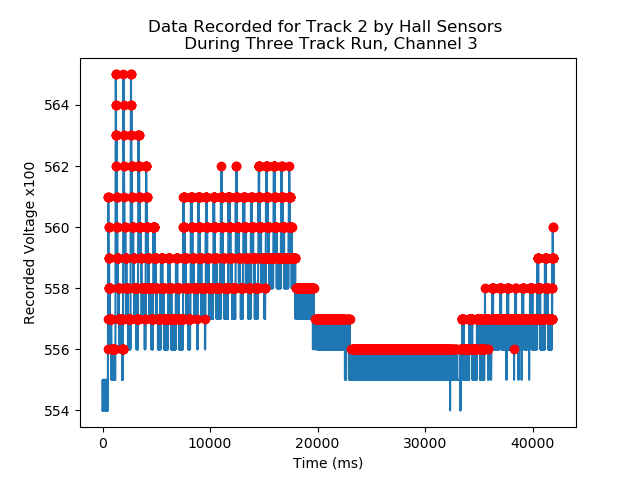 Data Recorded for Track 2 by Hall Sensors
During Three Track Run, Channel 3
Recorded Voltage x100
564
562
560
558
556
554
0 10000 20000 30000 40000
Time (ms)